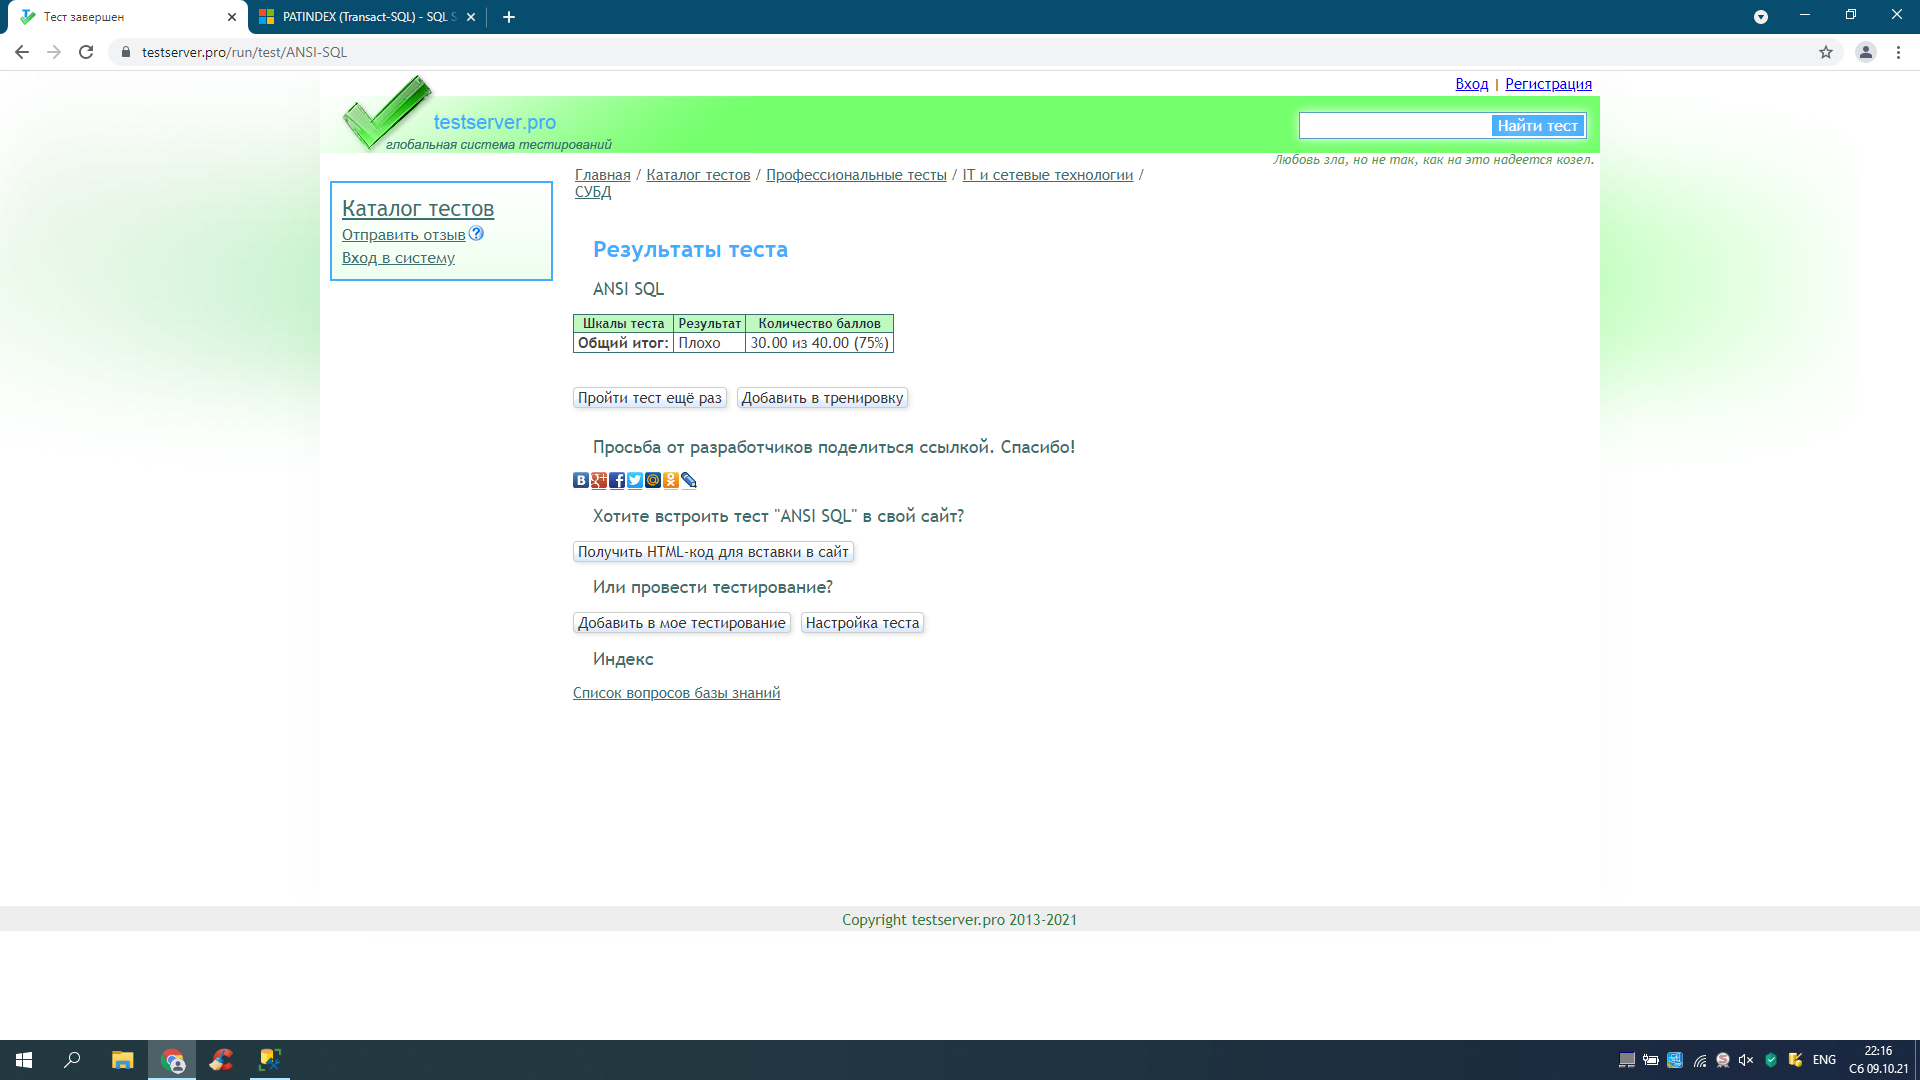 Тест завершен
PATINDEX (Transact-SQL) - SQL S
testserver.pro/run/test/ANSI-SQL
Вход | Регистрация
testserver.pro
глобальная система тестирований
Найти тест
Любовь зла, но не так, как на это надеется козел.
Главная / Каталог тестов / Профессиональные тесты / IT и сетевые технологии /
СУБД
Каталог тестов
Отправить отзыв ?
Вход в систему
Результаты теста
ANSI SQL
Шкалы теста Результат Количество баллов
Общий итог: Плохо 30.00 из 40.00 (75%)
Пройти тест ещё раз Добавить в тренировку
Просьба от разработчиков поделиться ссылкой. Спасибо!
Хотите встроить тест "ANSI SQL" в свой сайт?
Получить HTML-код для вставки в сайт
Или провести тестирование?
Добавить в мое тестирование Настройка теста
Индекс
Список вопросов базы знаний
Copyright testserver.pro 2013-2021
ENG
22:16
Сб 09.10.21